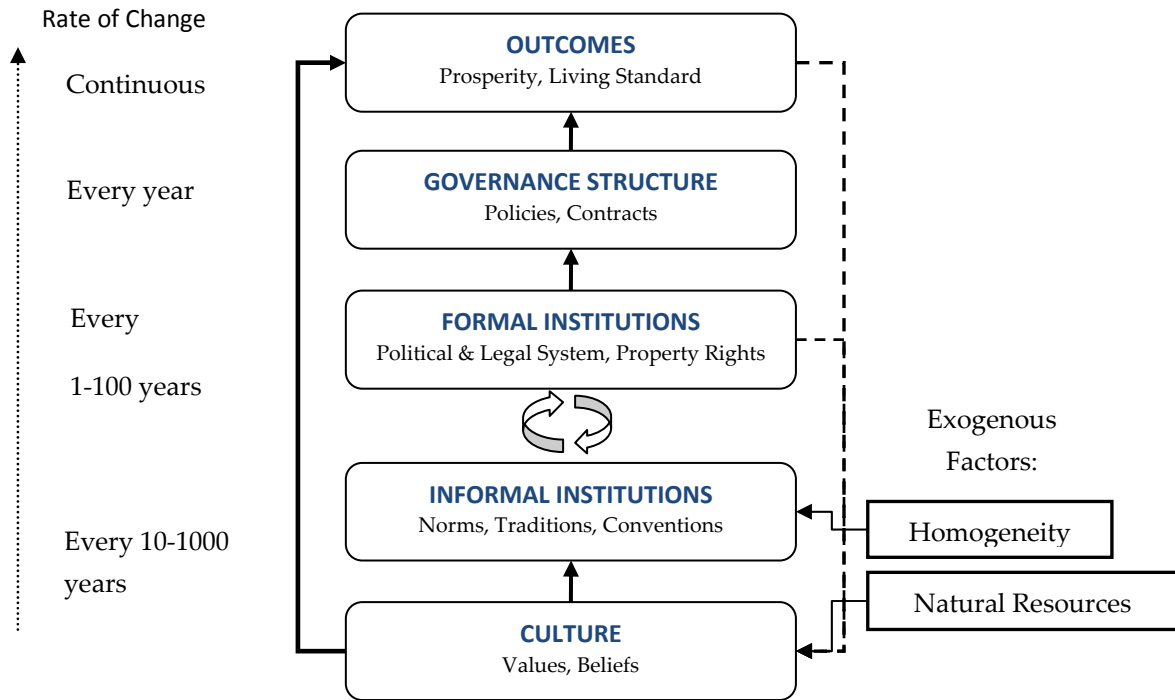 Rate of Change
Continuous
Every year
Every
1-100 years
Every 10-1000
years
OUTCOMES
Prosperity, Living Standard
GOVERNANCE STRUCTURE
Policies, Contracts
FORMAL INSTITUTIONS
Political & Legal System, Property Rights
INFORMAL INSTITUTIONS
Norms, Traditions, Conventions
CULTURE
Values, Beliefs
Exogenous
Factors:
Homogeneity
Natural Resources